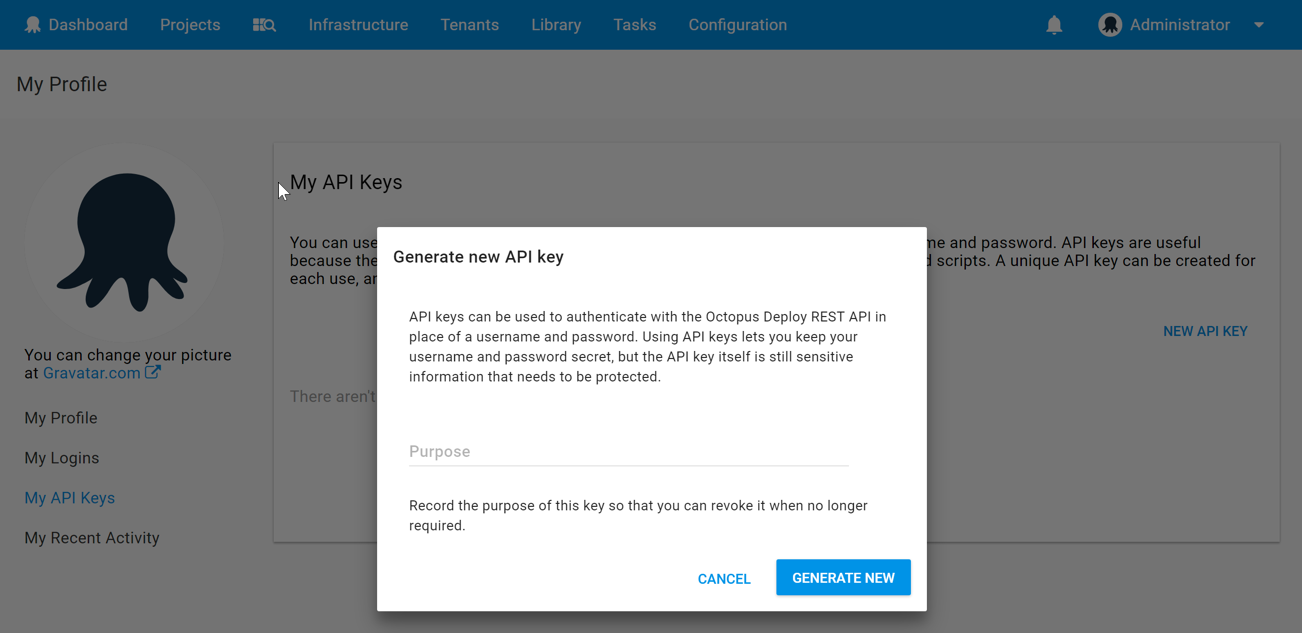 Dashboard Projects Infrastructure Tenants Library Tasks Configuration Administrator
My Profile
My API Keys
You can use
me and password. API keys are useful
because the
d scripts. A unique API key can be created for
each use, an
NEW API KEY
There aren't
Generate new API key
API keys can be used to authenticate with the Octopus Deploy REST API in
place of a username and password. Using API keys lets you keep your
username and password secret, but the API key itself is still sensitive
information that needs to be protected.
Purpose
Record the purpose of this key so that you can revoke it when no longer
required.
CANCEL GENERATE NEW
You can change your picture
at Gravatar.com
My Profile
My Logins
My API Keys
My Recent Activity